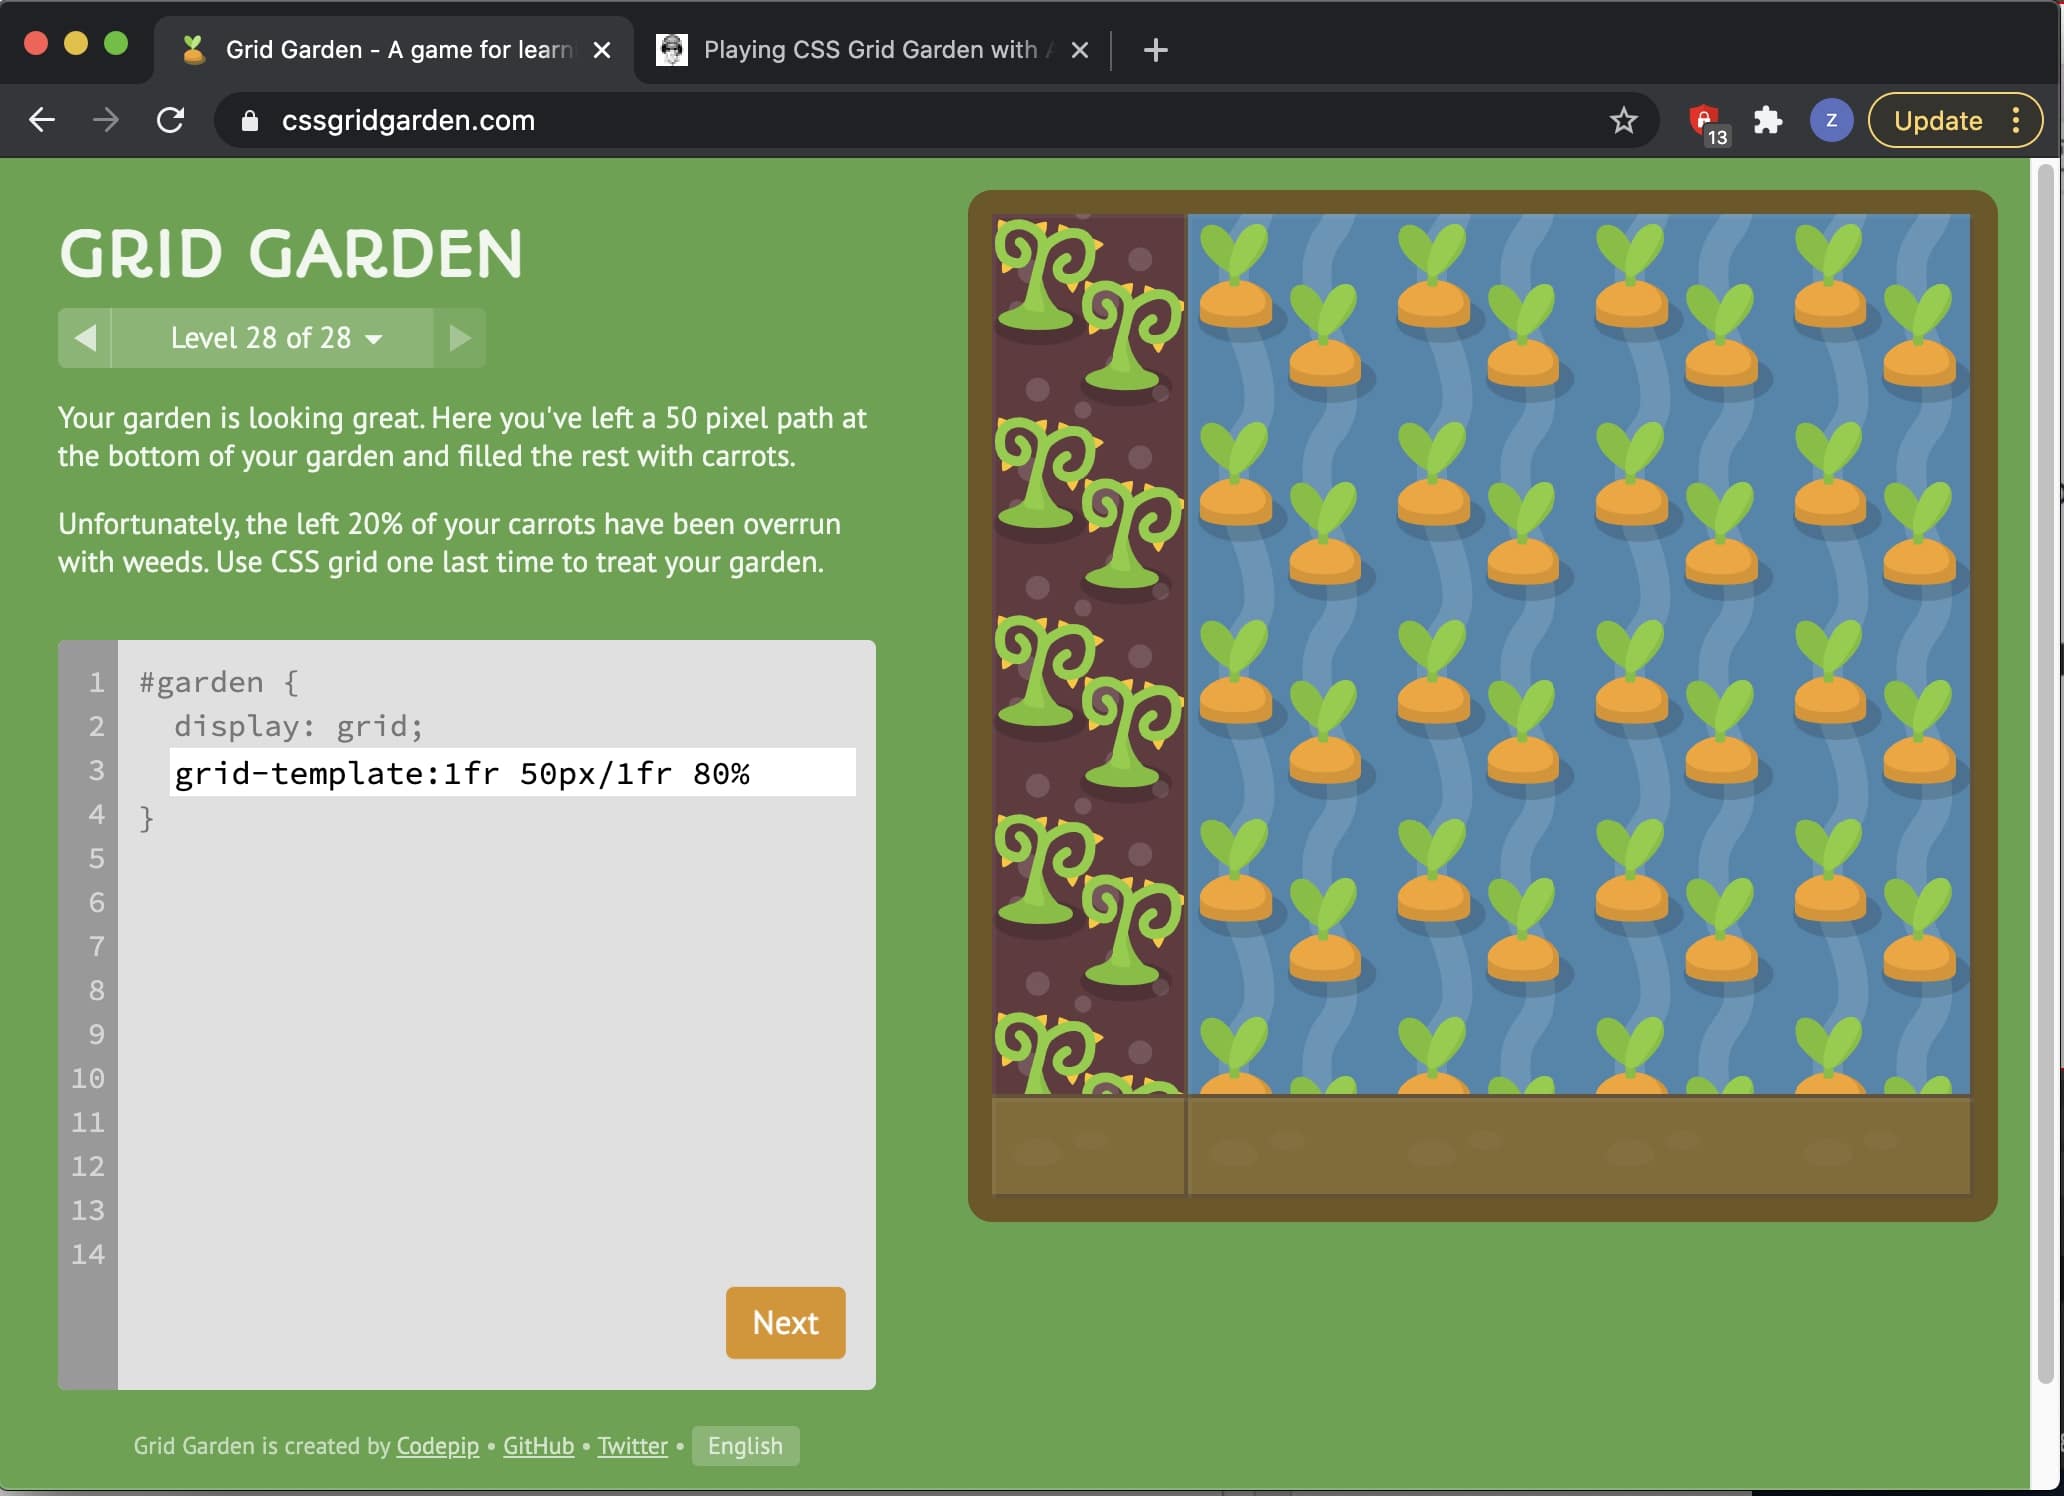 Grid Garden - A game for learn
Playing CSS Grid Garden with
cssgridgarden.com
13
Z
Update
GRID GARDEN
Level 28 of 28
Your garden is looking great. Here you've left a 50 pixel path at
the bottom of your garden and filled the rest with carrots.
Unfortunately, the left 20% of your carrots have been overrun
with weeds. Use CSS grid one last time to treat your garden.
1 #garden {
2 display: grid;
3 grid-template:1fr 50px/1fr 80%
4 }
5
6
7
8
9
10
11
12
13
14
Next
Grid Garden is created by Codepip • GitHub • Twitter • English